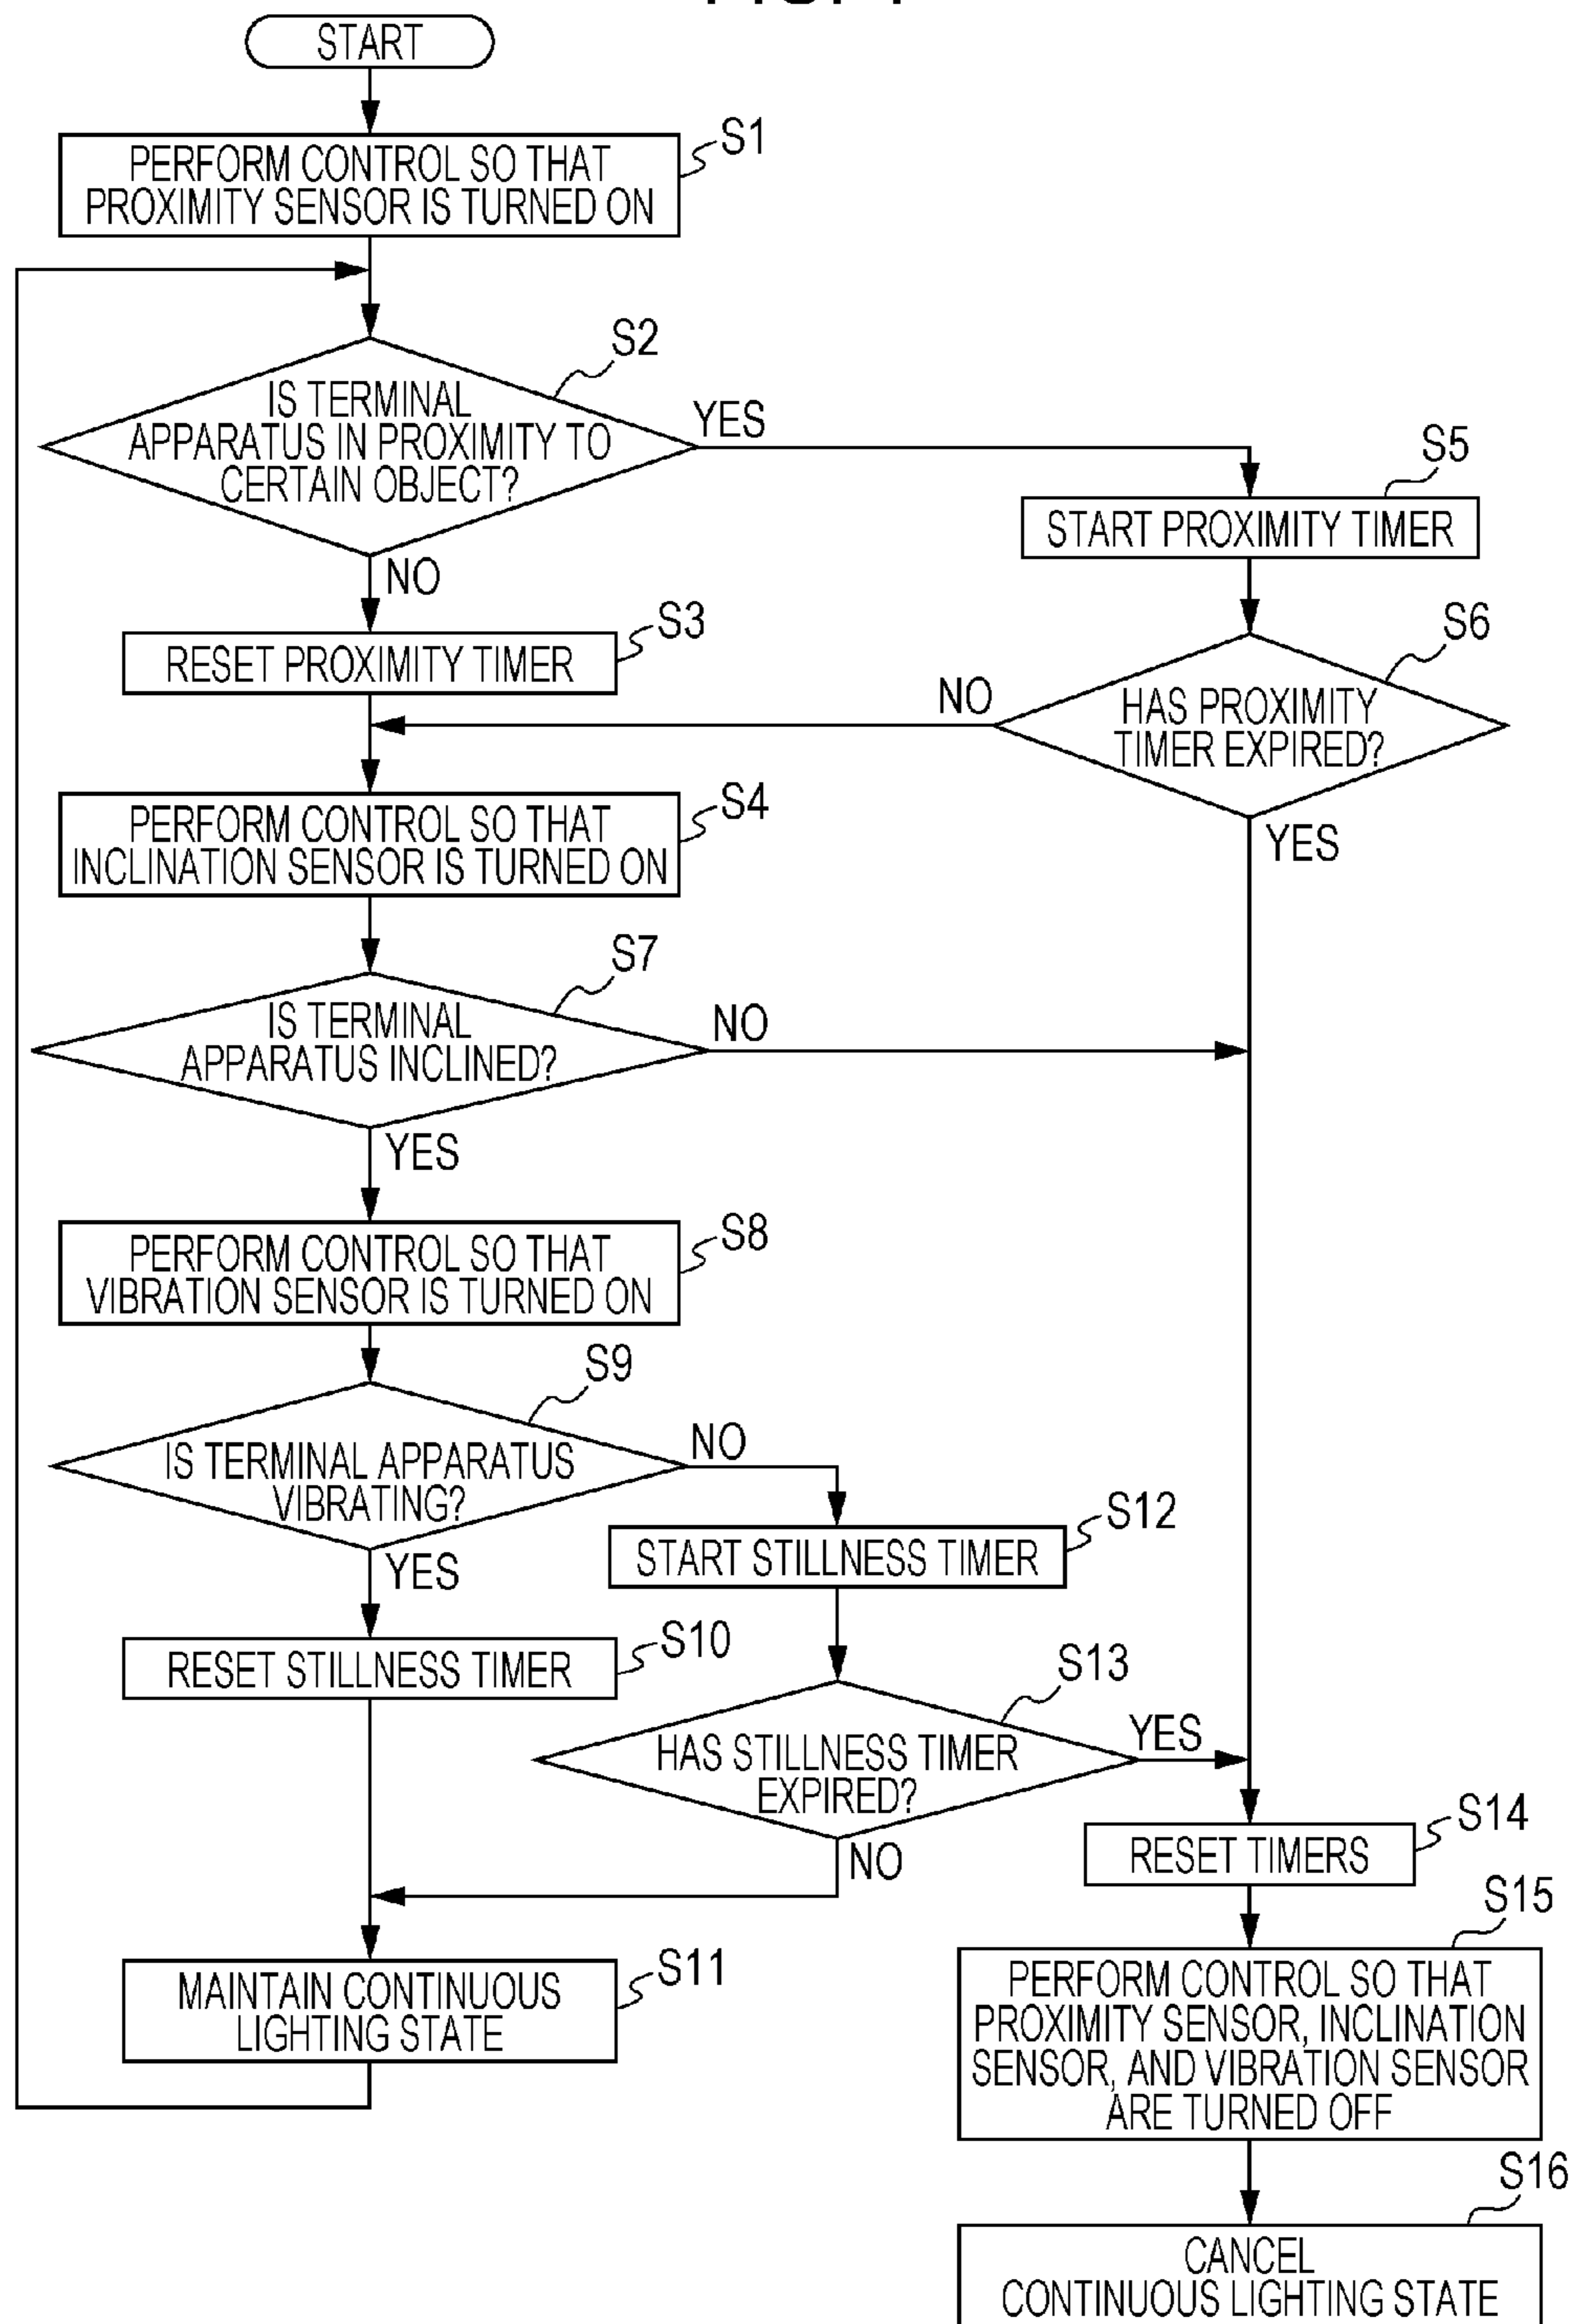 START
S1
PERFORM CONTROL SO THAT
PROXIMITY SENSOR IS TURNED ON
S2
IS TERMINAL
APPARATUS IN PROXIMITY TO
CERTAIN OBJECT?
YES
NO
S5
START PROXIMITY TIMER
S3
RESET PROXIMITY TIMER
S6
HAS PROXIMITY
TIMER EXPIRED?
NO
YES
S4
PERFORM CONTROL SO THAT
INCLINATION SENSOR IS TURNED ON
S7
IS TERMINAL
APPARATUS INCLINED?
NO
YES
S8
PERFORM CONTROL SO THAT
VIBRATION SENSOR IS TURNED ON
S9
IS TERMINAL APPARATUS
VIBRATING?
NO
YES
S12
START STILLNESS TIMER
S10
RESET STILLNESS TIMER
S13
HAS STILLNESS TIMER
EXPIRED?
YES
NO
S14
RESET TIMERS
S11
MAINTAIN CONTINUOUS
LIGHTING STATE
S15
PERFORM CONTROL SO THAT
PROXIMITY SENSOR, INCLINATION
SENSOR, AND VIBRATION SENSOR
ARE TURNED OFF
S16
CANCEL
CONTINUOUS LIGHTING STATE